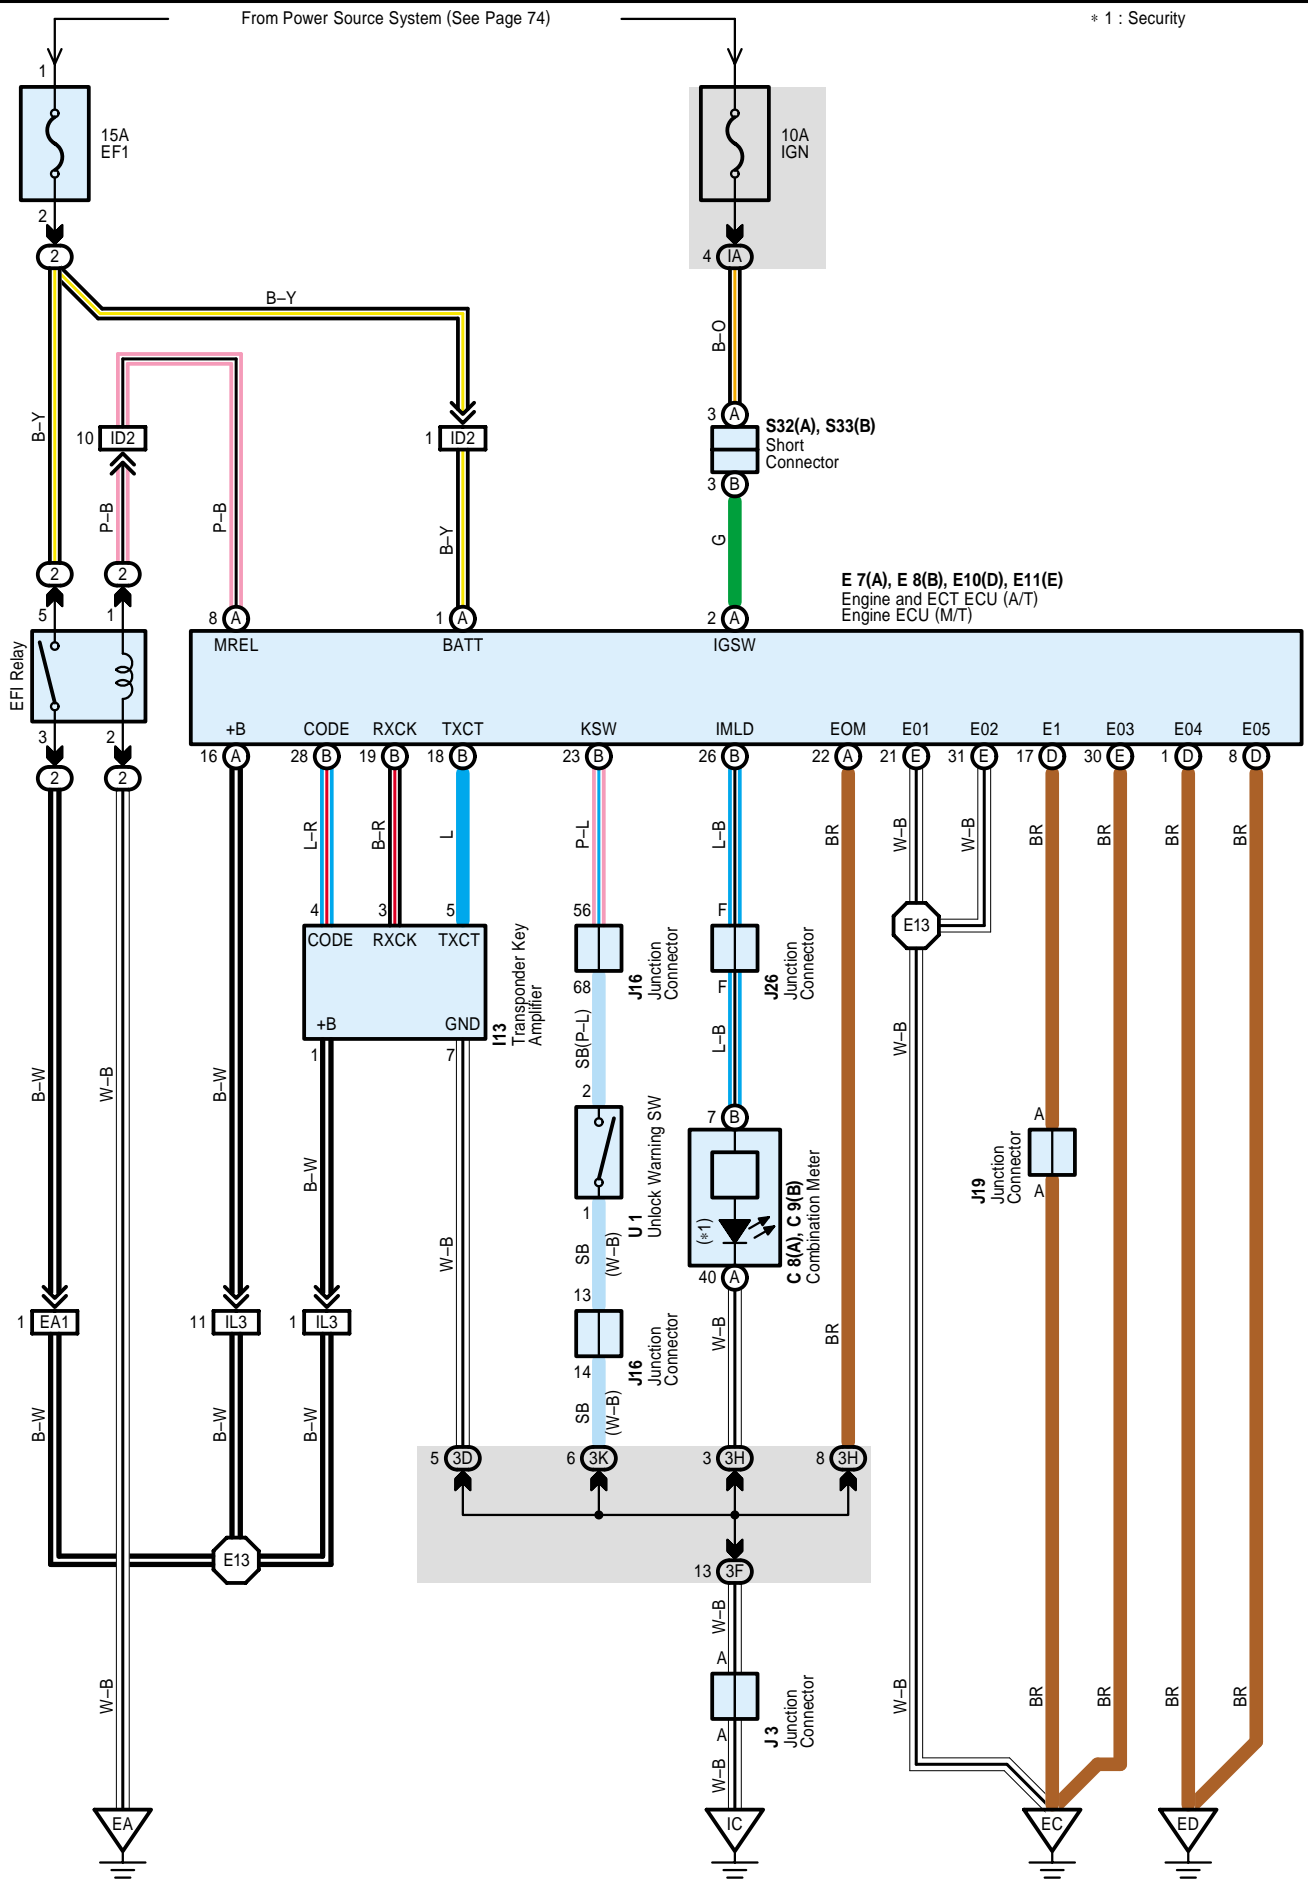 From Power Source System (See Page 74)
∗ 1 : Security
1
15A
EF1
2
2
10A
IGN
4 IA
B–Y
B–O
B–Y
10 ID2
1 ID2
3 A
S32(A), S33(B)
Short
Connector
3 B
P–B
P–B
B–Y
G
2
2
5
1
8 A
1 A
2 A
E 7(A), E 8(B), E10(D), E11(E)
Engine and ECT ECU (A/T)
Engine ECU (M/T)
EFI Relay
MREL
BATT
IGSW
+B
CODE
RXCK
TXCT
KSW
IMLD
EOM
E01
E02
E1
E03
E04
E05
3
2
16 A
28 B
19 B
18 B
23 B
26 B
22 A
21 E
31 E
17 D
30 E
1 D
8 D
2
2
L–R
B–R
L
P–L
L–B
BR
W–B
W–B
BR
BR
BR
BR
4
3
5
56
F
E13
CODE
RXCK
TXCT
+B
GND
I13
Transponder Key
Amplifier
68
J16
Junction
Connector
F
J26
Junction
Connector
1
7
SB(P–L)
L–B
W–B
B–W
W–B
B–W
B–W
2
7 B
A
U 1
Unlock Warning SW
(∗1)
C 8(A), C 9(B)
Combination Meter
J19
Junction
Connector
A
1
W–B
SB
(W–B)
40 A
13
1 EA1
11 IL3
1 IL3
J16
Junction
Connector
W–B
BR
14
B–W
B–W
B–W
SB
(W–B)
5 3D
6 3K
3 3H
8 3H
E13
13 3F
W–B
W–B
A
J 3
Junction
Connector
A
W–B
W–B
BR
BR
BR
BR
EA
IC
EC
ED